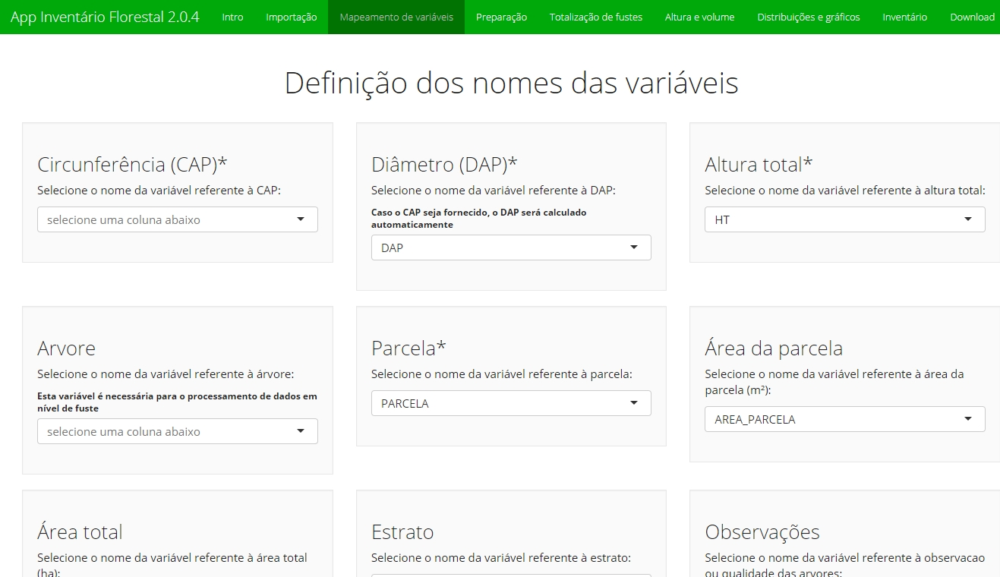 App Inventário Florestal 2.0.4 Intro Importação Mapeamento de variáveis Preparação Totalização de fustes Altura e volume Distribuições e gráficos Inventário Download
Definição dos nomes das variáveis
Circunferência (CAP)*
Selecione o nome da variável referente à CAP:
selecione uma coluna abaixo
Diâmetro (DAP)*
Selecione o nome da variável referente à DAP:
Caso o CAP seja fornecido, o DAP será calculado
automaticamente
DAP
Altura total*
Selecione o nome da variável referente à altura total:
HT
Arvore
Selecione o nome da variável referente à árvore:
Esta variável é necessária para o processamento de dados em
nível de fuste
selecione uma coluna abaixo
Parcela*
Selecione o nome da variável referente à parcela:
PARCELA
Área da parcela
Selecione o nome da variável referente à área da
parcela (m²):
AREA_PARCELA
Área total
Selecione o nome da variável referente à área total
(ha):
Estrato
Selecione o nome da variável referente à estrato:
Observações
Selecione o nome da variável referente à observacao
ou qualidade das arvores: